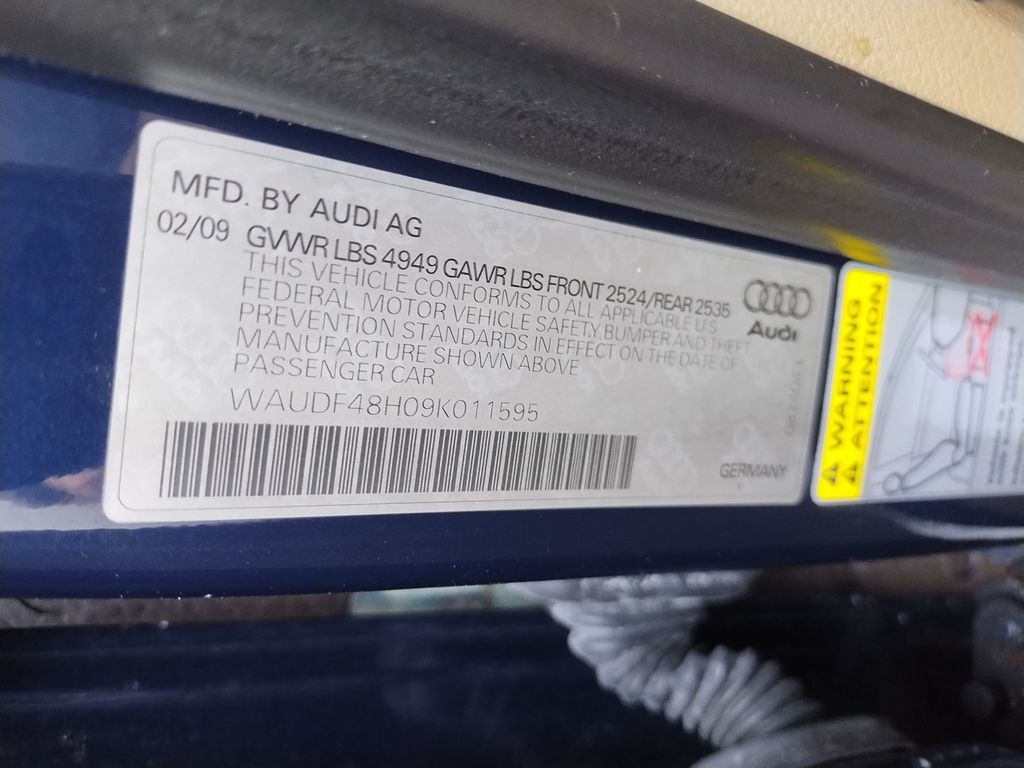 MFD. BY AUDI AG
02/09 GVWR LBS 4949 GAWR LBS FRONT 2524/REAR 2535
THIS VEHICLE CONFORMS TO ALL APPLICABLE U.S
FEDERAL MOTOR VEHICLE SAFETY, BUMPER AND THEFT
PREVENTION STANDARDS IN EFFECT ON THE DATE OF
MANUFACTURE SHOWN ABOVE
PASSENGER CAR
WAUDF48H09K011595
Audi
GERMANY
WARNING
ATTENTION